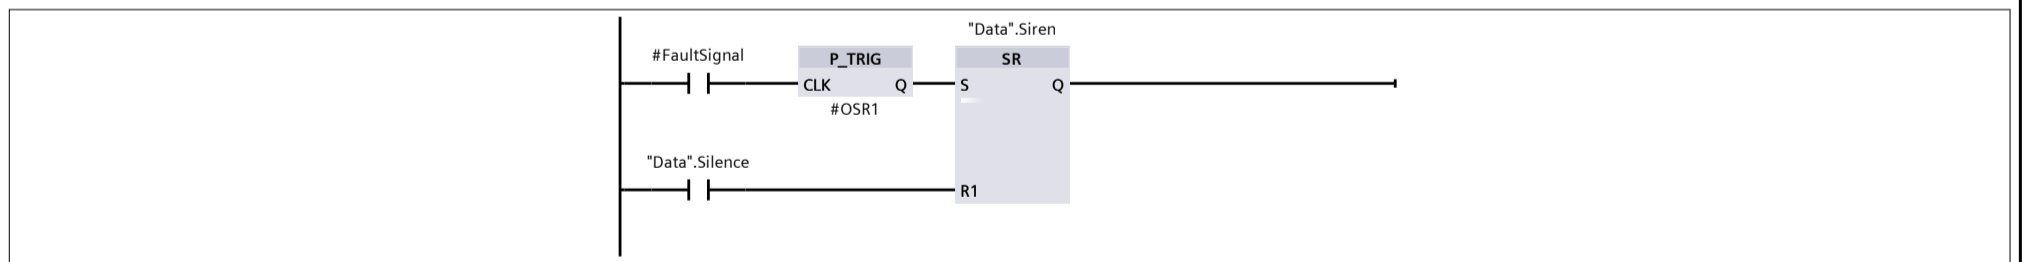 "Data".Siren
#FaultSignal
P_TRIG
SR
CLK
Q
S
Q
#OSR1
"Data".Silence
R1